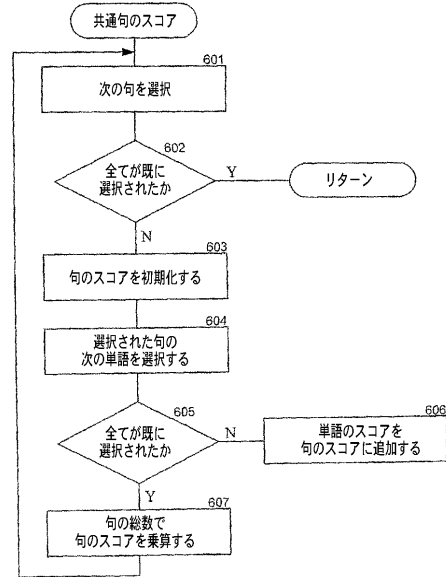 共通句のスコア
601
次の句を選択
602
全てが既に
選択されたか
Y
リターン
N
603
句のスコアを初期化する
604
選択された句の
次の単語を選択する
605
全てが既に
選択されたか
N
606
単語のスコアを
句のスコアに追加する
Y
607
句の総数で
句のスコアを乗算する